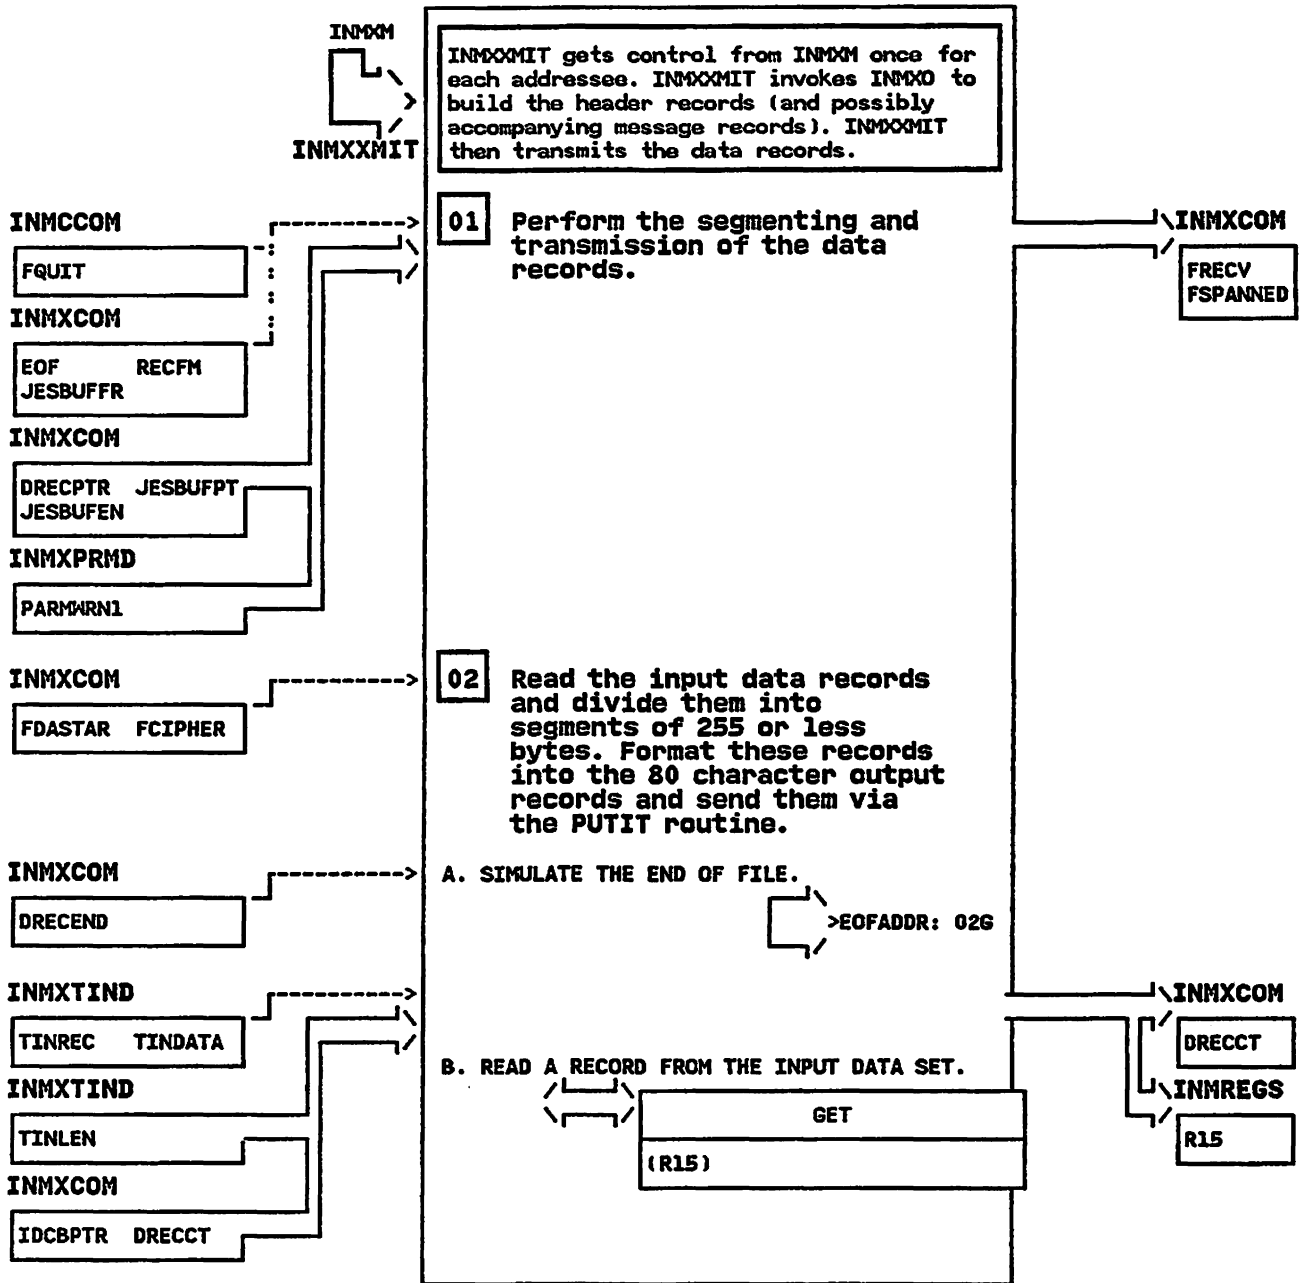 INMXM
INMXXMIT
INMXXMIT gets control from INMXM once for
each addressee. INMXXMIT invokes INMXO to
build the header records (and possibly
accompanying message records). INMXXMIT
then transmits the data records.
INMCCOM
FQUIT
INMXCOM
EOF RECFM
JESBUFFR
INMXCOM
DRECPTR JESBUFPT
JESBUFEN
INMXPRMD
PARMWRN1
01 Perform the segmenting and
transmission of the data
records.
INMXCOM
FRECV
FSPANNED
INMXCOM
FDASTAR FCIPHER
02 Read the input data records
and divide them into
segments of 255 or less
bytes. Format these records
into the 80 character output
records and send them via
the PUTIT routine.
INMXCOM
DRECEND
A. SIMULATE THE END OF FILE.
>EOFADDR: 02G
INMXTIND
TINREC TINDATA
INMXTIND
TINLEN
INMXCOM
IDCBPTR DRECCT
B. READ A RECORD FROM THE INPUT DATA SET.
GET
(R15)
INMXCOM
DRECCT
INMREGS
R15